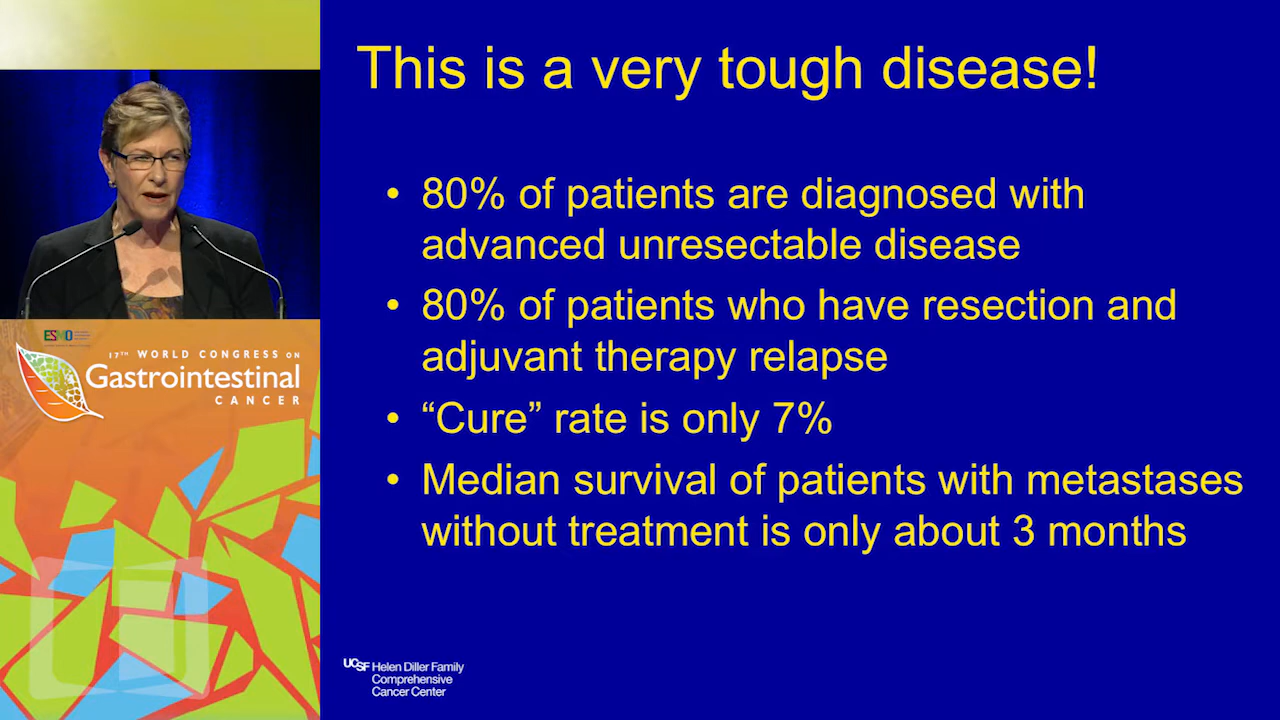 This is a very tough disease!
• 80% of patients are diagnosed with
advanced unresectable disease
• 80% of patients who have resection and
adjuvant therapy relapse
• “Cure” rate is only 7%
• Median survival of patients with metastases
without treatment is only about 3 months
ESMO
17TH WORLD CONGRESS ON
Gastrointestinal
CANCER
UCSF Helen Diller Family
Comprehensive
Cancer Center